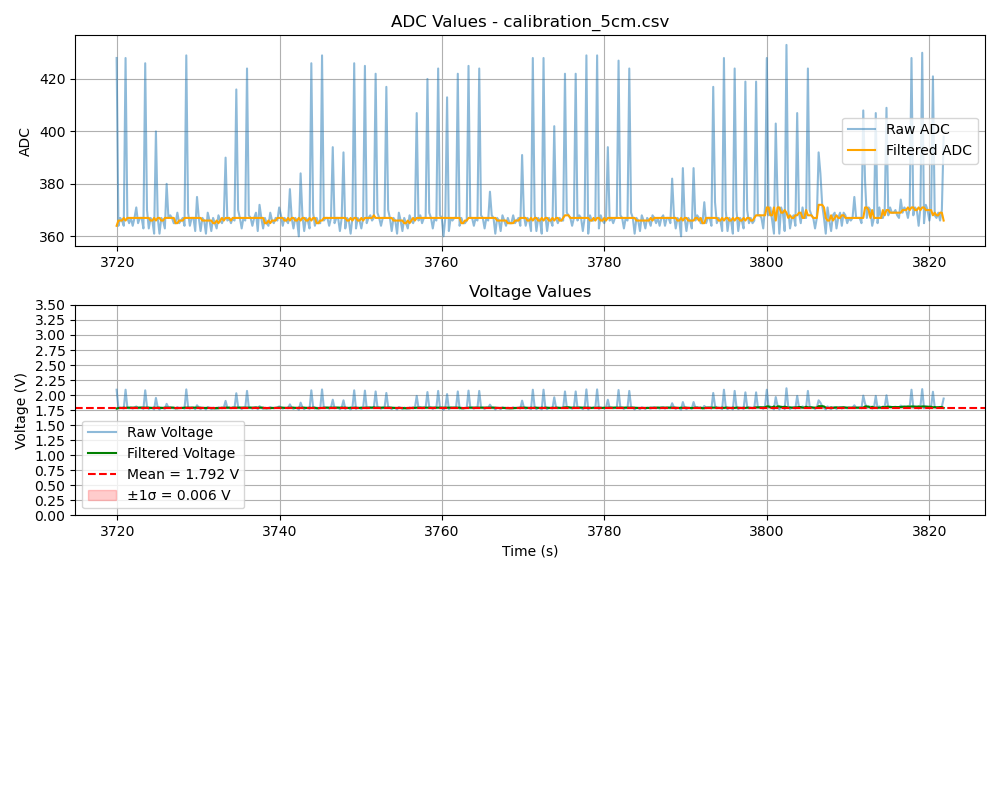 ADC Values - calibration_5cm.csv
ADC
420
400
380
360
Raw ADC
Filtered ADC
3720 3740 3760 3780 3800 3820
Voltage Values
Voltage (V)
3.50
3.25
3.00
2.75
2.50
2.25
2.00
1.75
1.50
1.25
1.00
0.75
0.50
0.25
0.00
Raw Voltage
Filtered Voltage
Mean = 1.792 V
±1σ = 0.006 V
3720 3740 3760 3780 3800 3820
Time (s)